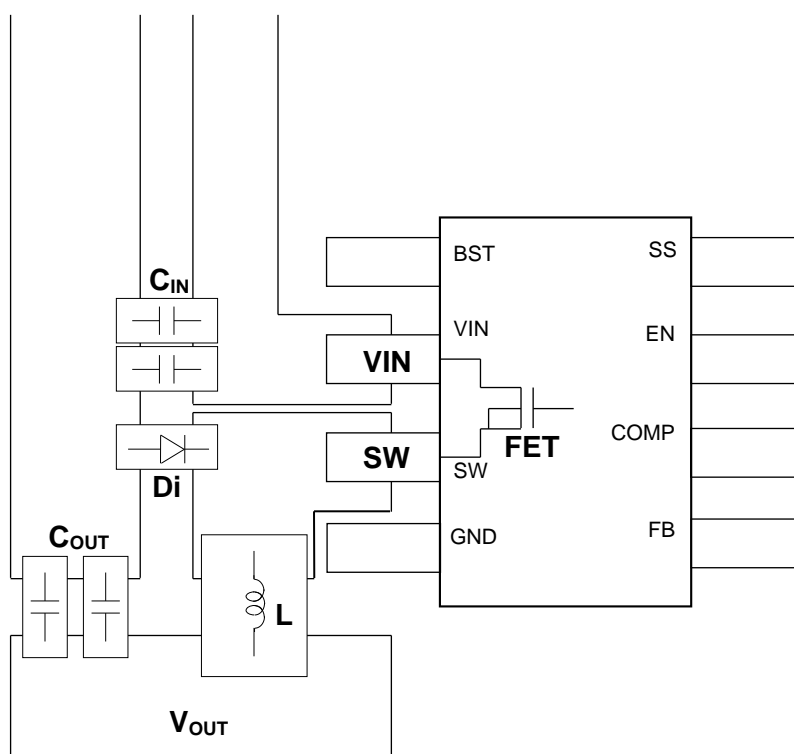 BST
SS
CIN
VIN
EN
VIN
COMP
FET
SW
SW
Di
COUT
GND
FB
L
VOUT